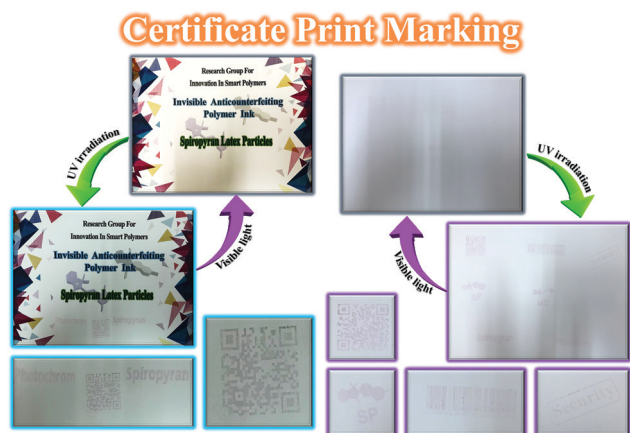 Certificate Print Marking
Research Group For
Innovation In Smart Polymers
Invisible Anticounterfeiting
Polymer Ink
Spiropyran Latex Particles
UV irradiation
Visible light
Research Group For
Innovation In Smart Polymers
Invisible Anticounterfeiting
Polymer Ink
Spiropyran Latex Particles
Photochrom Spiropyran
UV irradiation
Visible light
SP
Security